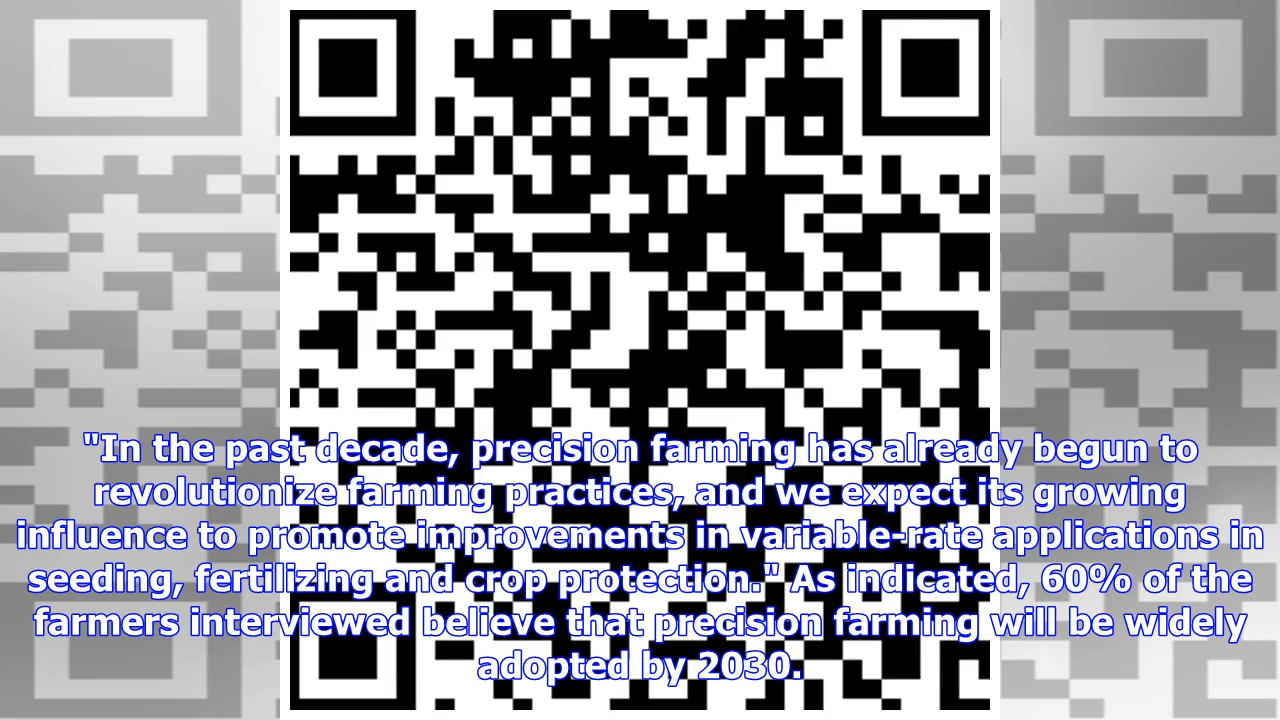 "In the past decade, precision farming has already begun to
revolutionize farming practices, and we expect its growing
influence to promote improvements in variable-rate applications in
seeding, fertilizing and crop protection." As indicated, 60% of the
farmers interviewed believe that precision farming will be widely
adopted by 2030.